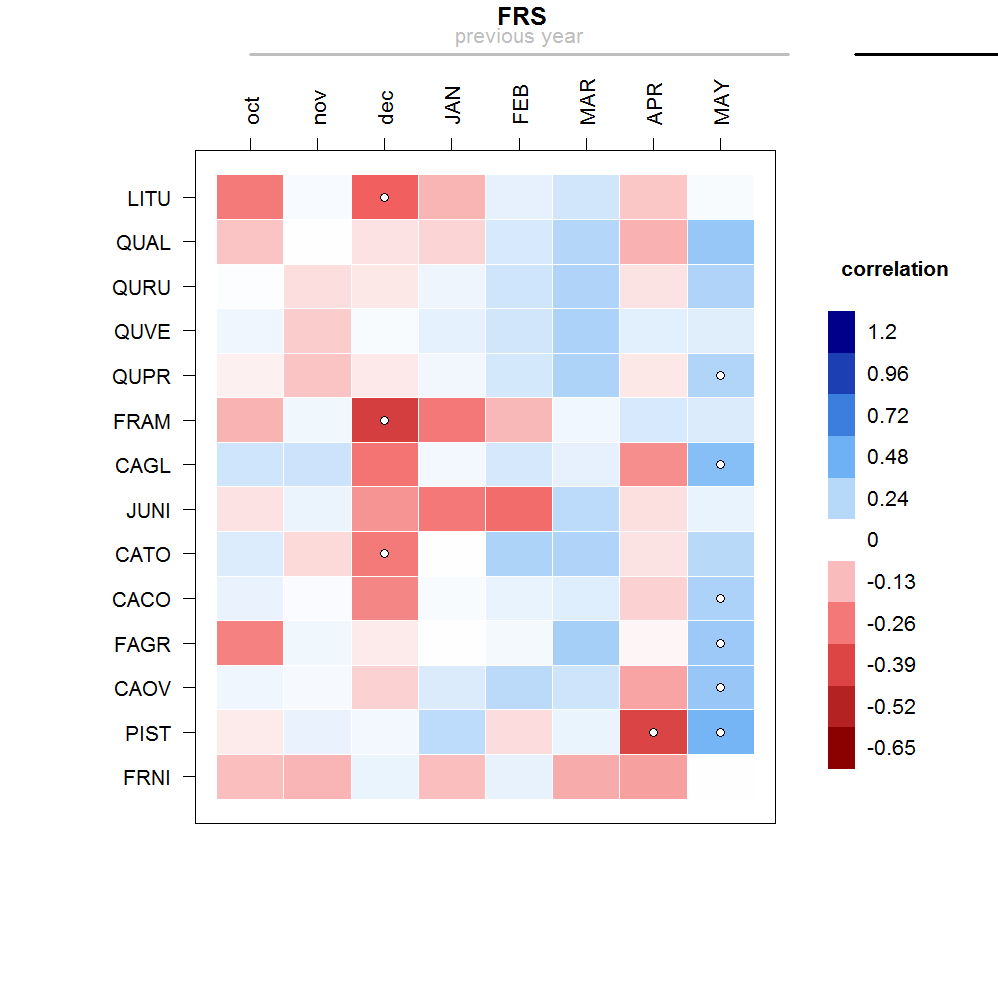 FRS
previous year
oct nov dec JAN FEB MAR APR MAY
LITU
QUAL
QURU
QUVE
QUPR
FRAM
CAGL
JUNI
CATO
CACO
FAGR
CAOV
PIST
FRNI
correlation
1.2
0.96
0.72
0.48
0.24
0
-0.13
-0.26
-0.39
-0.52
-0.65